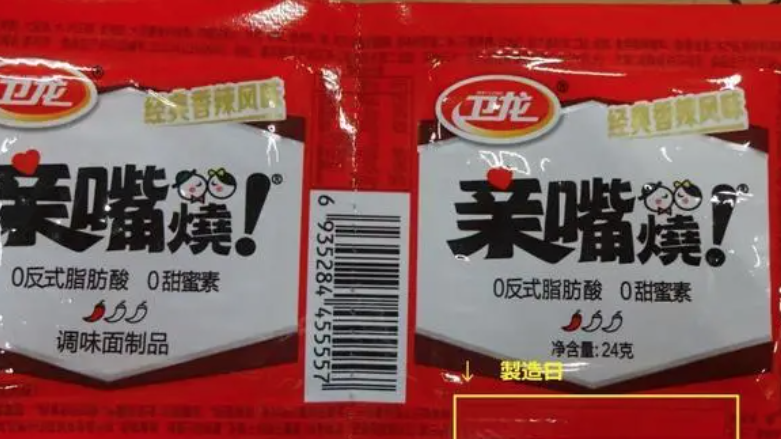 卫龙®
经典香辣风味
亲嘴燒!®
0反式脂肪酸 0甜蜜素
调味面制品
6 935284 455557
卫龙®
经典香辣风味
亲嘴燒!®
0反式脂肪酸 0甜蜜素
净含量:24克
↓ 製造日